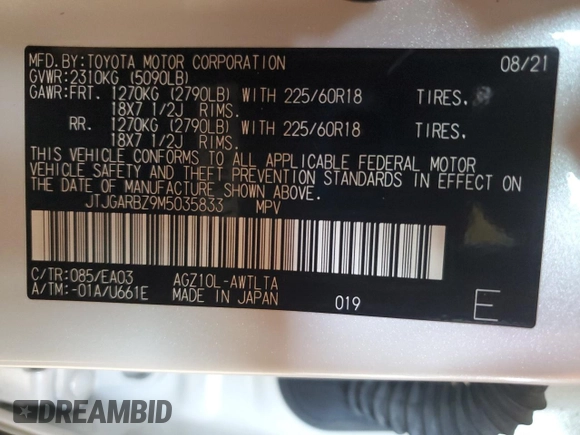 MFD. BY: TOYOTA MOTOR CORPORATION 08/21
GVWR: 2310KG (5090LB)
GAWR: FRT. 1270KG (2790LB) WITH 225/60R18 TIRES,
18X7 1/2J RIMS.
RR. 1270KG (2790LB) WITH 225/60R18 TIRES,
18X7 1/2J RIMS.
THIS VEHICLE CONFORMS TO ALL APPLICABLE FEDERAL MOTOR
VEHICLE SAFETY AND THEFT PREVENTION STANDARDS IN EFFECT ON
THE DATE OF MANUFACTURE SHOWN ABOVE.
JTJGARBZ9M5035833 MPV
C/TR: 085/EA03 AGZ10L-AWTLTA
A/TM: -01A/U661E MADE IN JAPAN 019 E
DREAMBID